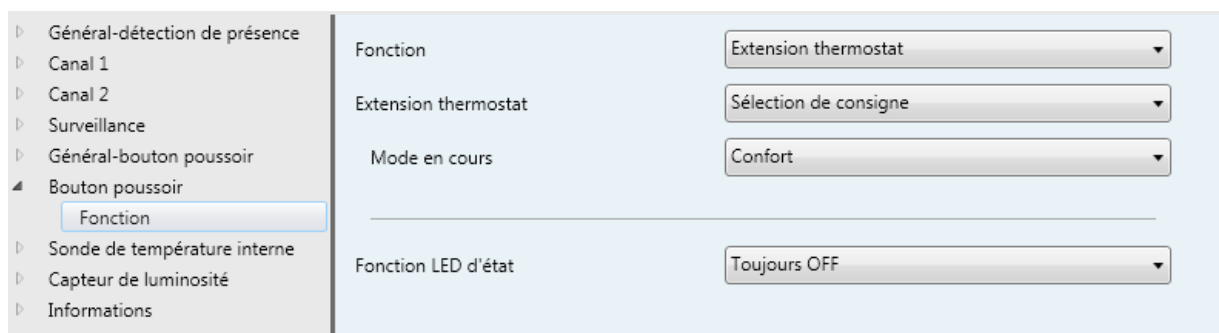 Général-détection de présence
Canal 1
Canal 2
Surveillance
Général-bouton poussoir
Bouton poussoir
Fonction
Sonde de température interne
Capteur de luminosité
Informations
Fonction Extension thermostat
Extension thermostat Sélection de consigne
Mode en cours Confort
Fonction LED d'état Toujours OFF